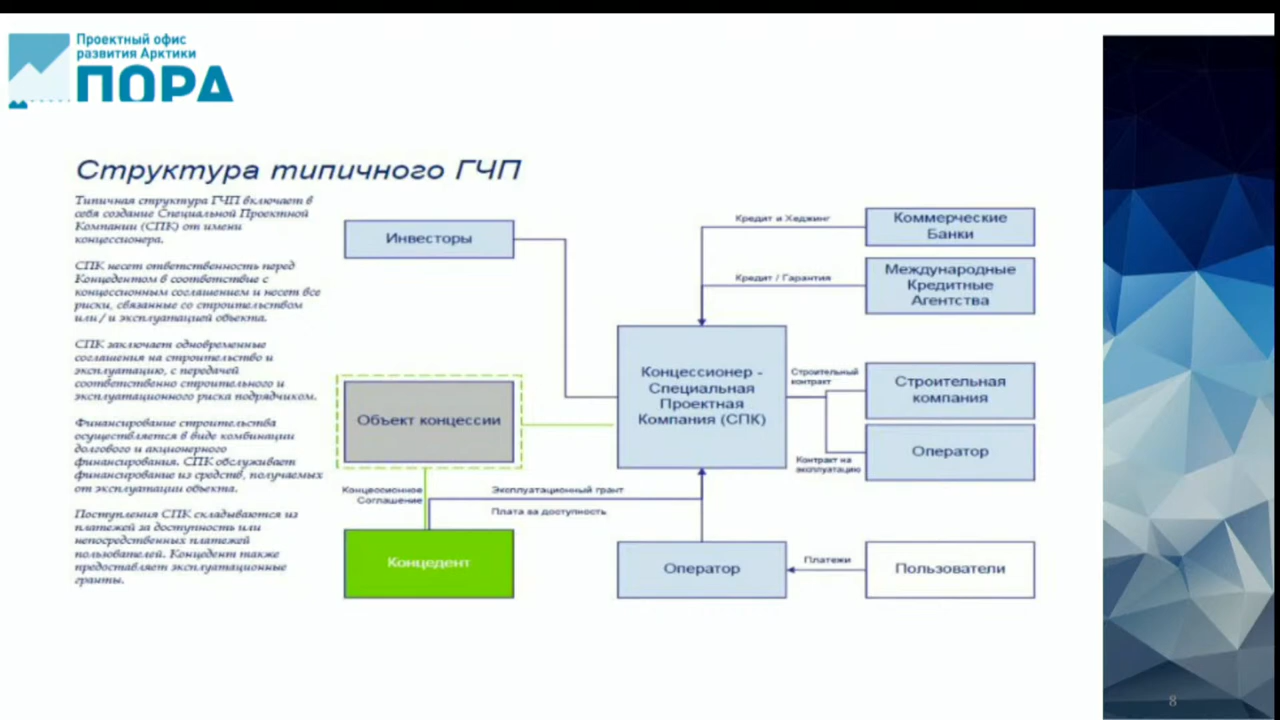 Проектный офис
развития Арктики
ПОРА
Структура типичного ГЧП
Типичная структура ГЧП включает в
себя создание Специальной Проектной
Компании (СПК) от имени
концессионера.
СПК несет ответственность перед
Концедентом в соответствие с
концессионным соглашением и несет все
риски, связанные со строительством
или / и эксплуатацией объекта.
СПК заключает одновременные
соглашения на строительство и
эксплуатацию, с передачей
соответственно строительного и
эксплуатационного риска подрядчиком.
Финансирование строительства
осуществляется в виде комбинации
долгового и акционерного
финансирования. СПК обслуживает
финансирование из средств, получаемых
от эксплуатации объекта.
Поступления СПК складываются из
платежей за доступность или
непосредственных платежей
пользователей. Концедент также
предоставляет эксплуатационные
гранты.
Инвесторы
Кредит и Хеджинг
Коммерческие
Банки
Кредит / Гарантия
Международные
Кредитные
Агентства
Концессионер -
Специальная
Проектная
Компания (СПК)
Строительный
контракт
Строительная
компания
Объект концессии
Контракт на
эксплуатацию
Оператор
Концессионное
Соглашение
Эксплуатационный грант
Плата за доступность
Концедент
Оператор
Платежи
Пользователи
8